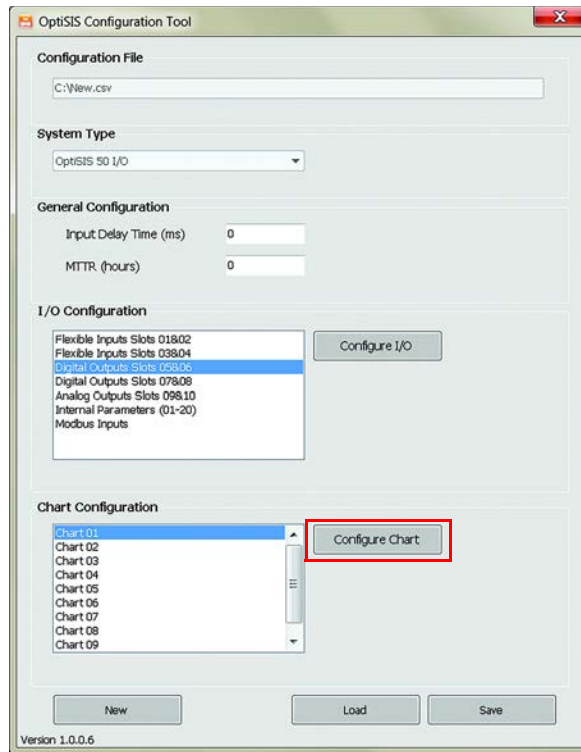 OptiSIS Configuration Tool
Configuration File
C:\New.csv
System Type
OptiSIS 50 I/O
General Configuration
Input Delay Time (ms) 0
MTTR (hours) 0
I/O Configuration
Flexible Inputs Slots 01&02
Flexible Inputs Slots 03&04
Digital Outputs Slots 05&06
Digital Outputs Slots 07&08
Analog Outputs Slots 09&10
Internal Parameters (01-20)
Modbus Inputs
Configure I/O
Chart Configuration
Chart 01
Chart 02
Chart 03
Chart 04
Chart 05
Chart 06
Chart 07
Chart 08
Chart 09
Configure Chart
New Load Save
Version 1.0.0.6